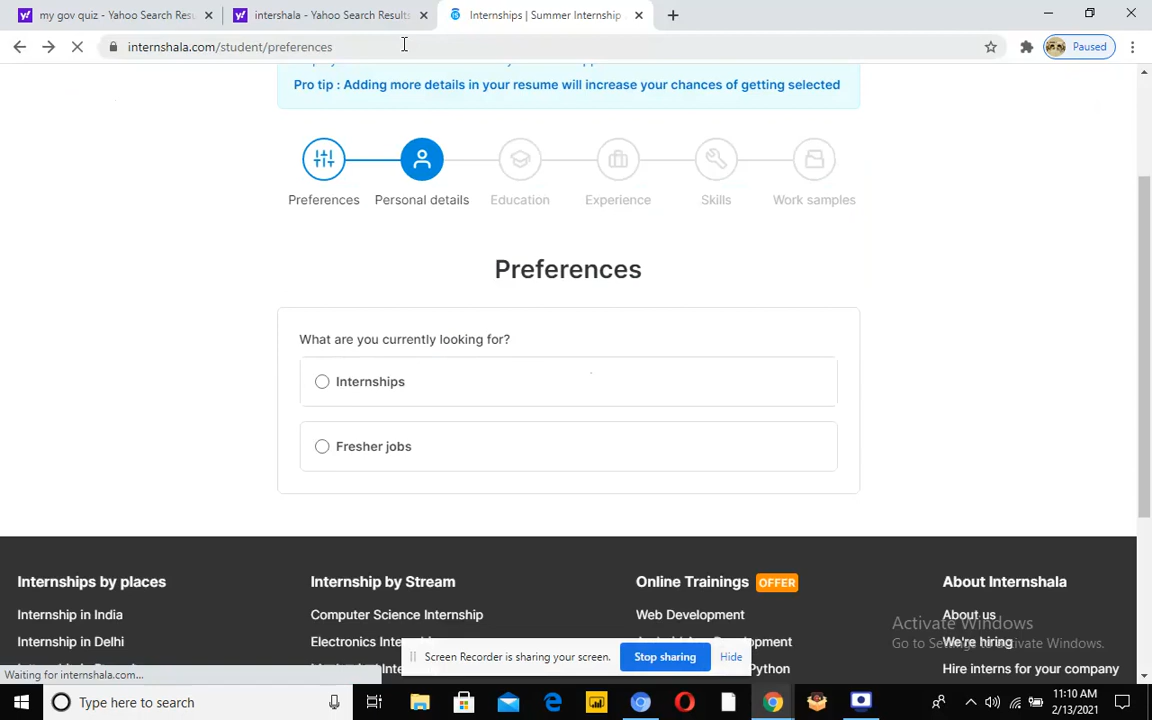 my gov quiz - Yahoo Search Resu
intershala - Yahoo Search Results
Internships | Summer Internship
internshala.com/student/preferences
Paused
Pro tip : Adding more details in your resume will increase your chances of getting selected
Preferences
Personal details
Education
Experience
Skills
Work samples
Preferences
What are you currently looking for?
Internships
Fresher jobs
Internships by places
Internship by Stream
Online Trainings OFFER
About Internshala
Internship in India
Computer Science Internship
Web Development
About us
Internship in Delhi
Electronics Inte
We're hiring
Hire interns for your company
Python
Activate Windows
Go to Settings to activate Windows.
Screen Recorder is sharing your screen.
Stop sharing
Hide
Waiting for internshala.com...
Type here to search
11:10 AM
2/13/2021